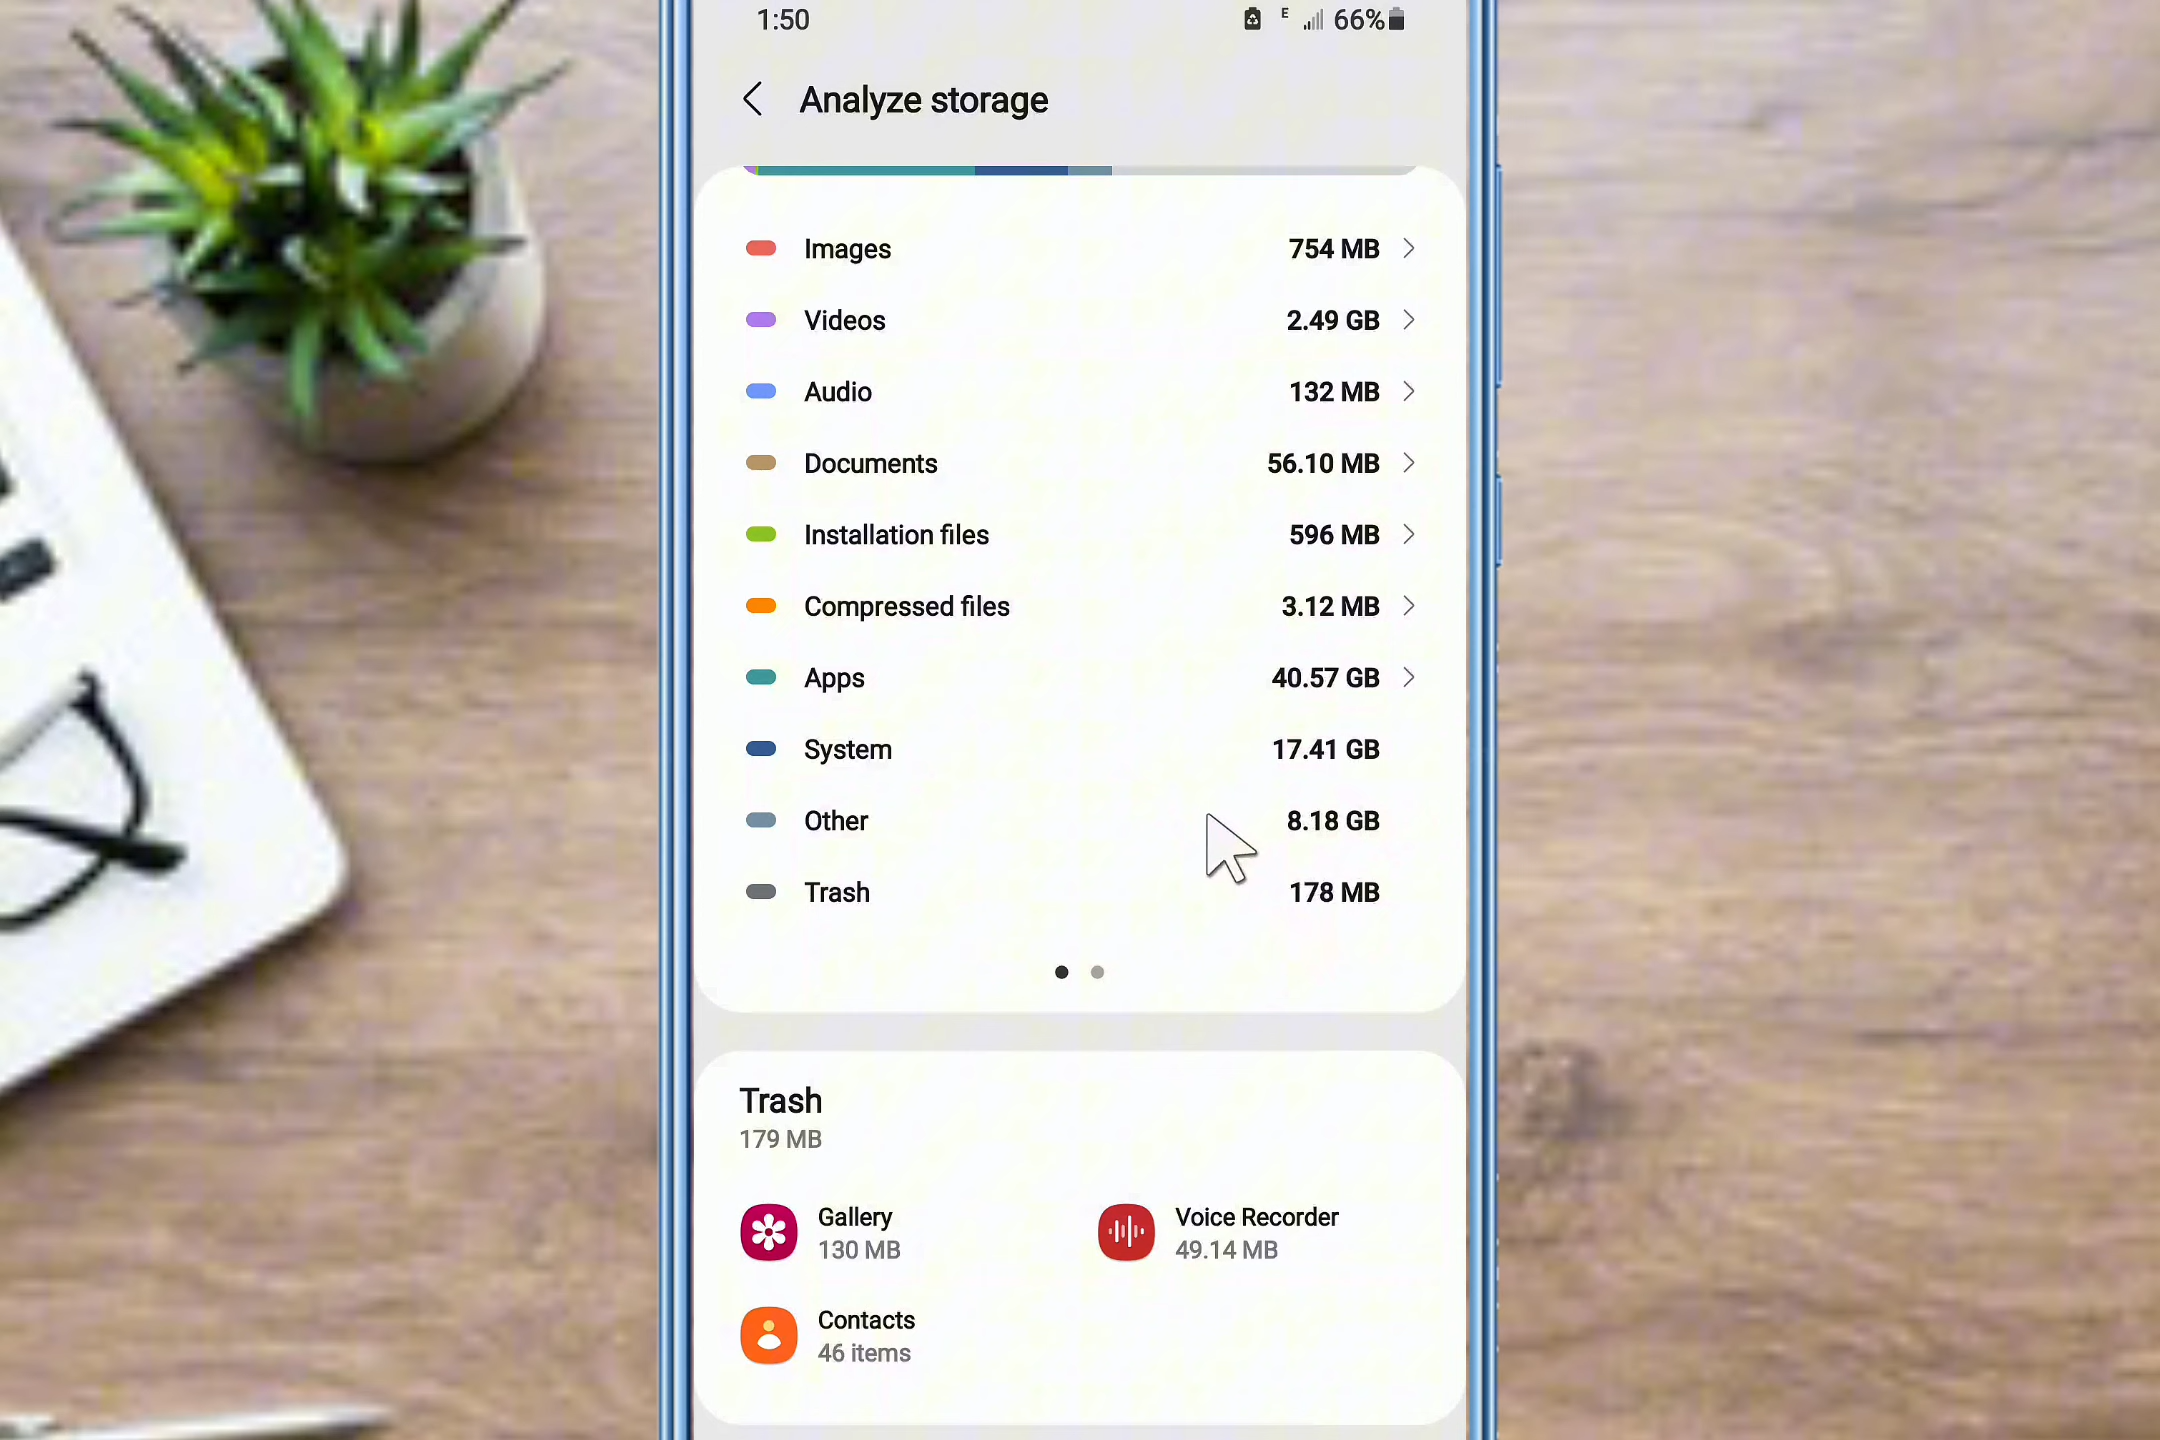 1:50 E 66%
Analyze storage
Images 754 MB
Videos 2.49 GB
Audio 132 MB
Documents 56.10 MB
Installation files 596 MB
Compressed files 3.12 MB
Apps 40.57 GB
System 17.41 GB
Other 8.18 GB
Trash 178 MB
Trash
179 MB
Gallery Voice Recorder
130 MB 49.14 MB
Contacts
46 items